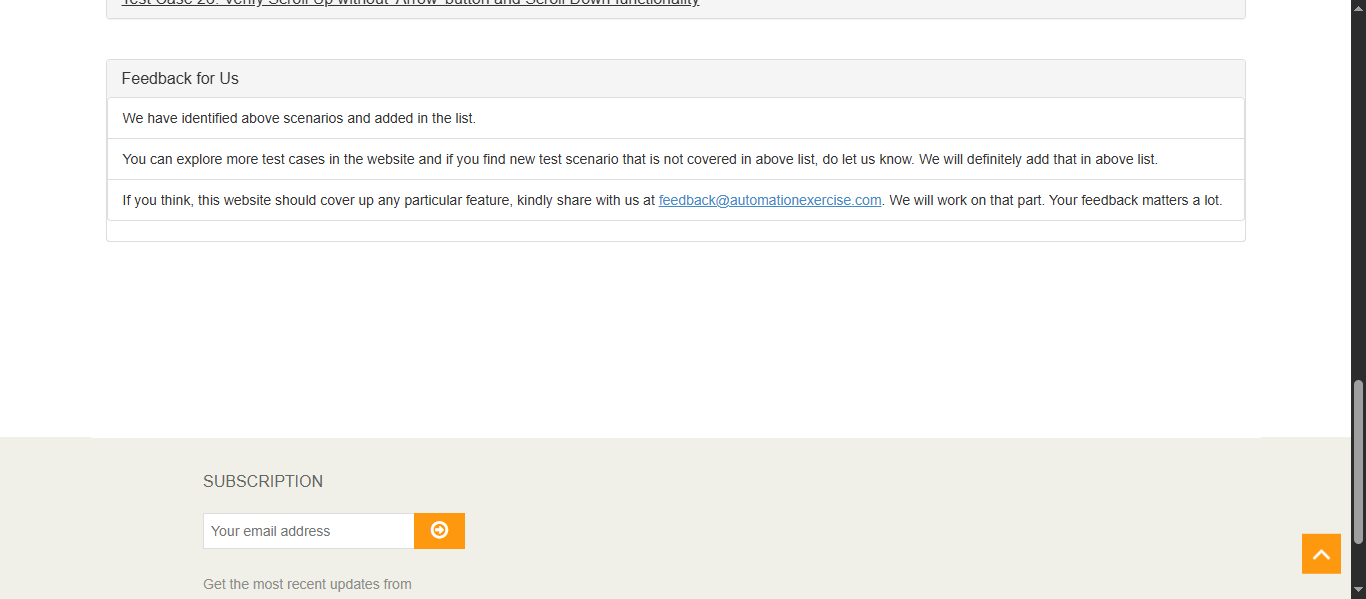 Test Case 26: Verify Scroll Up without 'Arrow' button and Scroll Down functionality
Feedback for Us
We have identified above scenarios and added in the list.
You can explore more test cases in the website and if you find new test scenario that is not covered in above list, do let us know. We will definitely add that in above list.
If you think, this website should cover up any particular feature, kindly share with us at feedback@automationexercise.com. We will work on that part. Your feedback matters a lot.
SUBSCRIPTION
Your email address
Get the most recent updates from